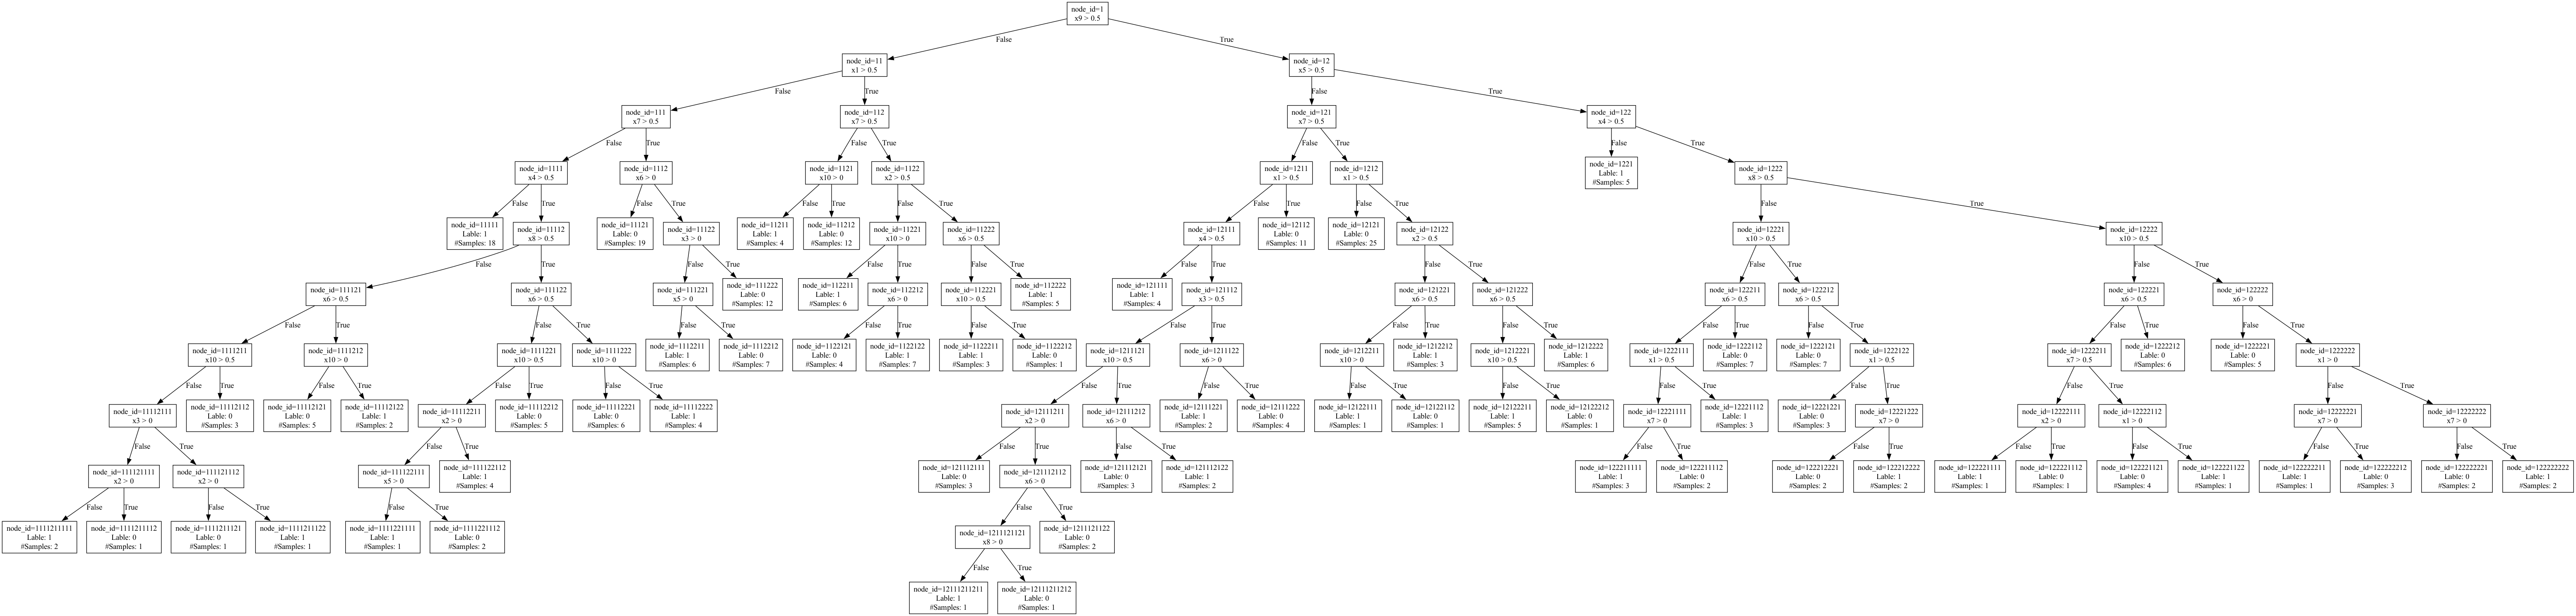 node_id=1
x9 > 0.5
False
True
node_id=11
x1 > 0.5
node_id=12
x5 > 0.5
False
True
False
True
node_id=111
x7 > 0.5
node_id=112
x7 > 0.5
node_id=121
x7 > 0.5
node_id=122
x4 > 0.5
False
True
False
True
False
True
False
True
node_id=1111
x4 > 0.5
node_id=1112
x6 > 0
node_id=1121
x10 > 0
node_id=1122
x2 > 0.5
node_id=1211
x1 > 0.5
node_id=1212
x1 > 0.5
node_id=1221
Lable: 1
#Samples: 5
node_id=1222
x8 > 0.5
False
True
False
True
False
True
False
True
False
True
False
True
False
True
node_id=11111
Lable: 1
#Samples: 18
node_id=11112
x8 > 0.5
node_id=11121
Lable: 0
#Samples: 19
node_id=11122
x3 > 0
node_id=11211
Lable: 1
#Samples: 4
node_id=11212
Lable: 0
#Samples: 12
node_id=11221
x10 > 0
node_id=11222
x6 > 0.5
node_id=12111
x4 > 0.5
node_id=12112
Lable: 0
#Samples: 11
node_id=12121
Lable: 0
#Samples: 25
node_id=12122
x2 > 0.5
node_id=12221
x10 > 0.5
node_id=12222
x10 > 0.5
False
True
False
True
False
True
False
True
False
True
False
True
False
True
False
True
node_id=111121
x6 > 0.5
node_id=111122
x6 > 0.5
node_id=111221
x5 > 0
node_id=111222
Lable: 0
#Samples: 12
node_id=112211
Lable: 1
#Samples: 6
node_id=112212
x6 > 0
node_id=112221
x10 > 0.5
node_id=112222
Lable: 1
#Samples: 5
node_id=121111
Lable: 1
#Samples: 4
node_id=121112
x3 > 0.5
node_id=121221
x6 > 0.5
node_id=121222
x6 > 0.5
node_id=122211
x6 > 0.5
node_id=122212
x6 > 0.5
node_id=122221
x6 > 0.5
node_id=122222
x6 > 0
False
True
False
True
False
True
False
True
False
True
False
True
False
True
False
True
False
True
False
True
False
True
False
True
node_id=1111211
x10 > 0.5
node_id=1111212
x10 > 0
node_id=1111221
x10 > 0.5
node_id=1111222
x10 > 0
node_id=1112211
Lable: 1
#Samples: 6
node_id=1112212
Lable: 0
#Samples: 7
node_id=1122121
Lable: 0
#Samples: 4
node_id=1122122
Lable: 1
#Samples: 7
node_id=1122211
Lable: 1
#Samples: 3
node_id=1122212
Lable: 0
#Samples: 1
node_id=1211121
x10 > 0.5
node_id=1211122
x6 > 0
node_id=1212211
x10 > 0
node_id=1212212
Lable: 1
#Samples: 3
node_id=1212221
x10 > 0.5
node_id=1212222
Lable: 1
#Samples: 6
node_id=1222111
x1 > 0.5
node_id=1222112
Lable: 0
#Samples: 7
node_id=1222121
Lable: 0
#Samples: 7
node_id=1222122
x1 > 0.5
node_id=1222211
x7 > 0.5
node_id=1222212
Lable: 0
#Samples: 6
node_id=1222221
Lable: 0
#Samples: 5
node_id=1222222
x1 > 0
False
True
False
True
False
True
False
True
False
True
False
True
False
True
False
True
False
True
False
True
False
True
False
True
node_id=11112111
x3 > 0
node_id=11112112
Lable: 0
#Samples: 3
node_id=11112121
Lable: 0
#Samples: 5
node_id=11112122
Lable: 1
#Samples: 2
node_id=11112211
x2 > 0
node_id=11112212
Lable: 0
#Samples: 5
node_id=11112221
Lable: 0
#Samples: 6
node_id=11112222
Lable: 1
#Samples: 4
node_id=12111211
x2 > 0
node_id=12111212
x6 > 0
node_id=12111221
Lable: 1
#Samples: 2
node_id=12111222
Lable: 0
#Samples: 4
node_id=12122111
Lable: 1
#Samples: 1
node_id=12122112
Lable: 0
#Samples: 1
node_id=12122211
Lable: 1
#Samples: 5
node_id=12122212
Lable: 0
#Samples: 1
node_id=12221111
x7 > 0
node_id=12221112
Lable: 1
#Samples: 3
node_id=12221221
Lable: 0
#Samples: 3
node_id=12221222
x7 > 0
node_id=12222111
x2 > 0
node_id=12222112
x1 > 0
node_id=12222221
x7 > 0
node_id=12222222
x7 > 0
False
True
False
True
False
True
False
True
False
True
False
True
False
True
False
True
False
True
False
True
node_id=111121111
x2 > 0
node_id=111121112
x2 > 0
node_id=111122111
x5 > 0
node_id=111122112
Lable: 1
#Samples: 4
node_id=121112111
Lable: 0
#Samples: 3
node_id=121112112
x6 > 0
node_id=121112121
Lable: 0
#Samples: 3
node_id=121112122
Lable: 1
#Samples: 2
node_id=122211111
Lable: 1
#Samples: 3
node_id=122211112
Lable: 0
#Samples: 2
node_id=122212221
Lable: 0
#Samples: 2
node_id=122212222
Lable: 1
#Samples: 2
node_id=122221111
Lable: 1
#Samples: 1
node_id=122221112
Lable: 0
#Samples: 1
node_id=122221121
Lable: 0
#Samples: 4
node_id=122221122
Lable: 1
#Samples: 1
node_id=122222211
Lable: 1
#Samples: 1
node_id=122222212
Lable: 0
#Samples: 3
node_id=122222221
Lable: 0
#Samples: 2
node_id=122222222
Lable: 1
#Samples: 2
False
True
False
True
False
True
False
True
node_id=1111211111
Lable: 1
#Samples: 2
node_id=1111211112
Lable: 0
#Samples: 1
node_id=1111211121
Lable: 0
#Samples: 1
node_id=1111211122
Lable: 1
#Samples: 1
node_id=1111221111
Lable: 1
#Samples: 1
node_id=1111221112
Lable: 0
#Samples: 2
node_id=1211121121
x8 > 0
node_id=1211121122
Lable: 0
#Samples: 2
False
True
node_id=12111211211
Lable: 1
#Samples: 1
node_id=12111211212
Lable: 0
#Samples: 1